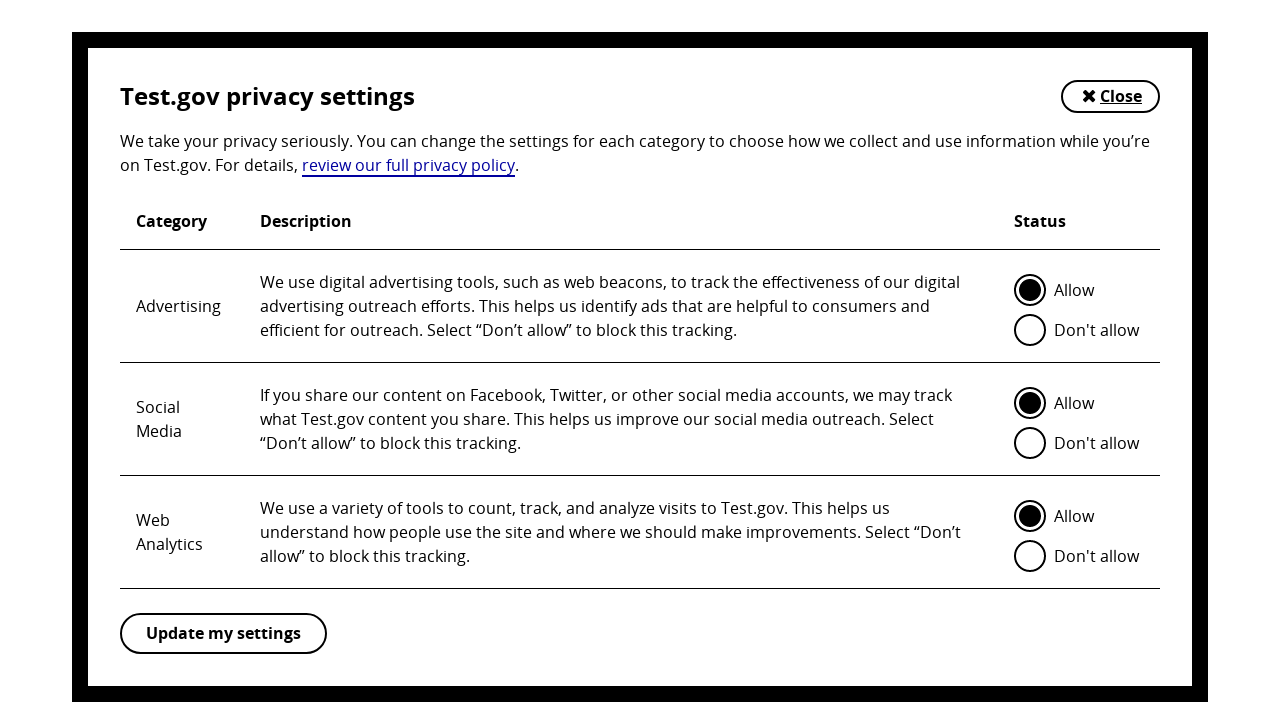 Test.gov privacy settings
✖ Close
We take your privacy seriously. You can change the settings for each category to choose how we collect and use information while you’re
on Test.gov. For details, review our full privacy policy.
Category Description Status
Advertising
We use digital advertising tools, such as web beacons, to track the effectiveness of our digital
advertising outreach efforts. This helps us identify ads that are helpful to consumers and
efficient for outreach. Select “Don’t allow” to block this tracking.
Allow
Don't allow
Social
Media
If you share our content on Facebook, Twitter, or other social media accounts, we may track
what Test.gov content you share. This helps us improve our social media outreach. Select
“Don’t allow” to block this tracking.
Allow
Don't allow
Web
Analytics
We use a variety of tools to count, track, and analyze visits to Test.gov. This helps us
understand how people use the site and where we should make improvements. Select “Don’t
allow” to block this tracking.
Allow
Don't allow
Update my settings